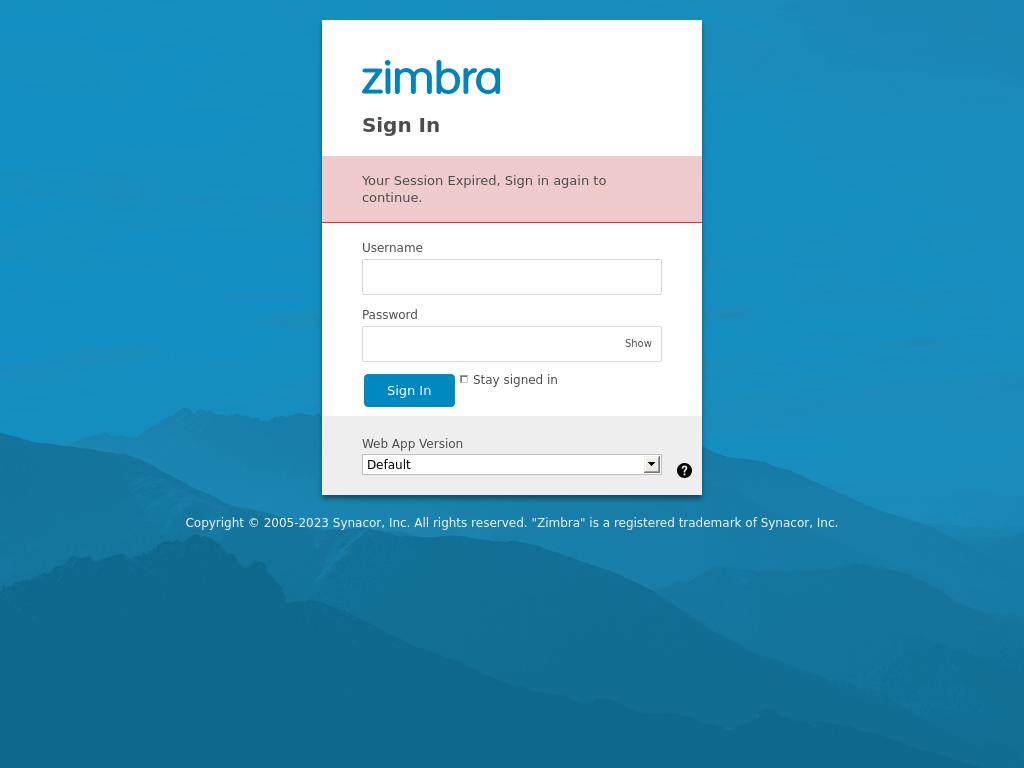 zimbra
Sign In
Your Session Expired, Sign in again to
continue.
Username
Password
Show
Sign In
Stay signed in
Web App Version
Default
?
Copyright © 2005-2023 Synacor, Inc. All rights reserved. "Zimbra" is a registered trademark of Synacor, Inc.